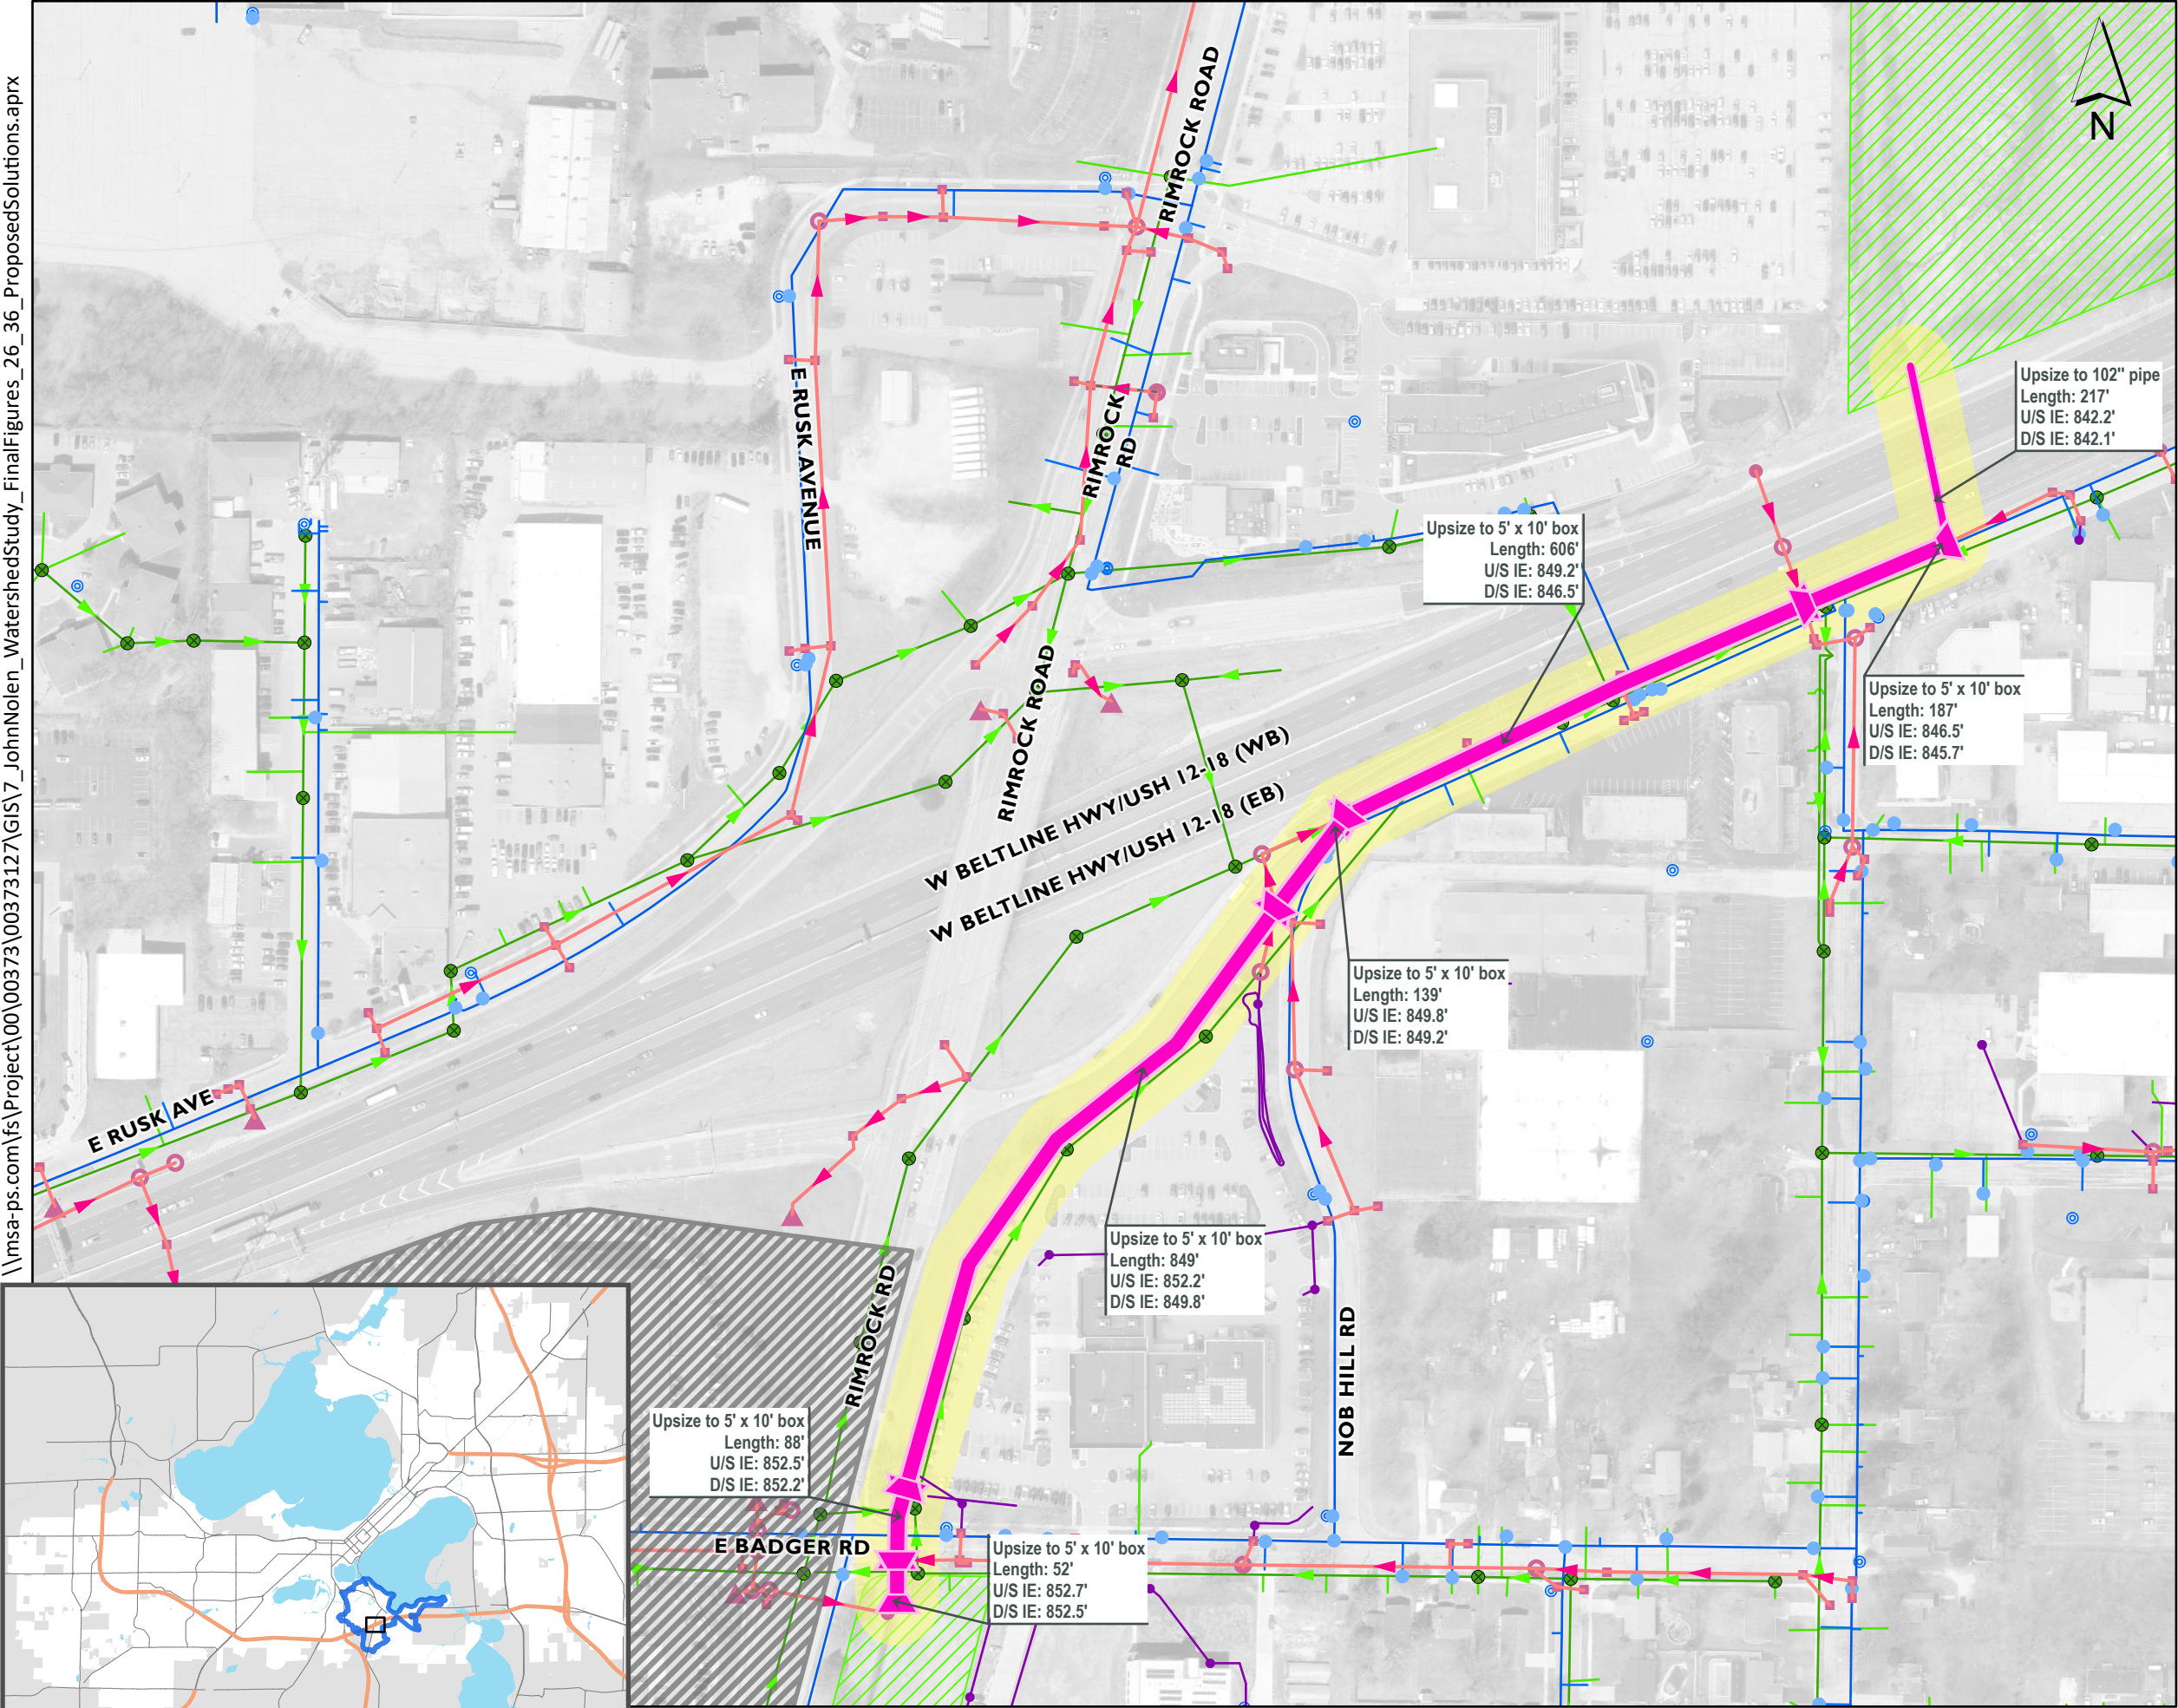 \\msa-ps.com\fs\Project\00\00373\00373127\GIS\7_JohnNolen_WatershedStudy_FinalFigures_26_36_ProposedSolutions.aprx
N
RIMROCK ROAD
E RUSK AVENUE
RIMROCK
RD
Upsize to 102" pipe
Length: 217'
U/S IE: 842.2'
D/S IE: 842.1'
Upsize to 5' x 10' box
Length: 606'
U/S IE: 849.2'
D/S IE: 846.5'
RIMROCK ROAD
Upsize to 5' x 10' box
Length: 187'
U/S IE: 846.5'
D/S IE: 845.7'
W BELTLINE HWY/USH 12-18 (WB)
W BELTLINE HWY/USH 12-18 (EB)
Upsize to 5' x 10' box
Length: 139'
U/S IE: 849.8'
D/S IE: 849.2'
E RUSK AVE
Upsize to 5' x 10' box
Length: 849'
U/S IE: 852.2'
D/S IE: 849.8'
RIMROCK RD
NOB HILL RD
Upsize to 5' x 10' box
Length: 88'
U/S IE: 852.5'
D/S IE: 852.2'
E BADGER RD
Upsize to 5' x 10' box
Length: 52'
U/S IE: 852.7'
D/S IE: 852.5'